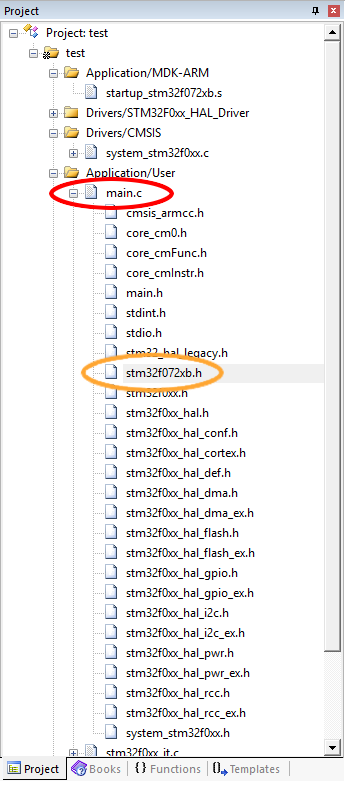 Project
Project: test
test
Application/MDK-ARM
startup_stm32f072xb.s
Drivers/STM32F0xx_HAL_Driver
Drivers/CMSIS
system_stm32f0xx.c
Application/User
main.c
cmsis_armcc.h
core_cm0.h
core_cmFunc.h
core_cmInstr.h
main.h
stdint.h
stdio.h
stm32_hal_legacy.h
stm32f072xb.h
stm32f0xx.h
stm32f0xx_hal.h
stm32f0xx_hal_conf.h
stm32f0xx_hal_cortex.h
stm32f0xx_hal_def.h
stm32f0xx_hal_dma.h
stm32f0xx_hal_dma_ex.h
stm32f0xx_hal_flash.h
stm32f0xx_hal_flash_ex.h
stm32f0xx_hal_gpio.h
stm32f0xx_hal_gpio_ex.h
stm32f0xx_hal_i2c.h
stm32f0xx_hal_i2c_ex.h
stm32f0xx_hal_pwr.h
stm32f0xx_hal_pwr_ex.h
stm32f0xx_hal_rcc.h
stm32f0xx_hal_rcc_ex.h
system_stm32f0xx.h
stm32f0xx_it.c
Project Books {} Functions 0 Templates